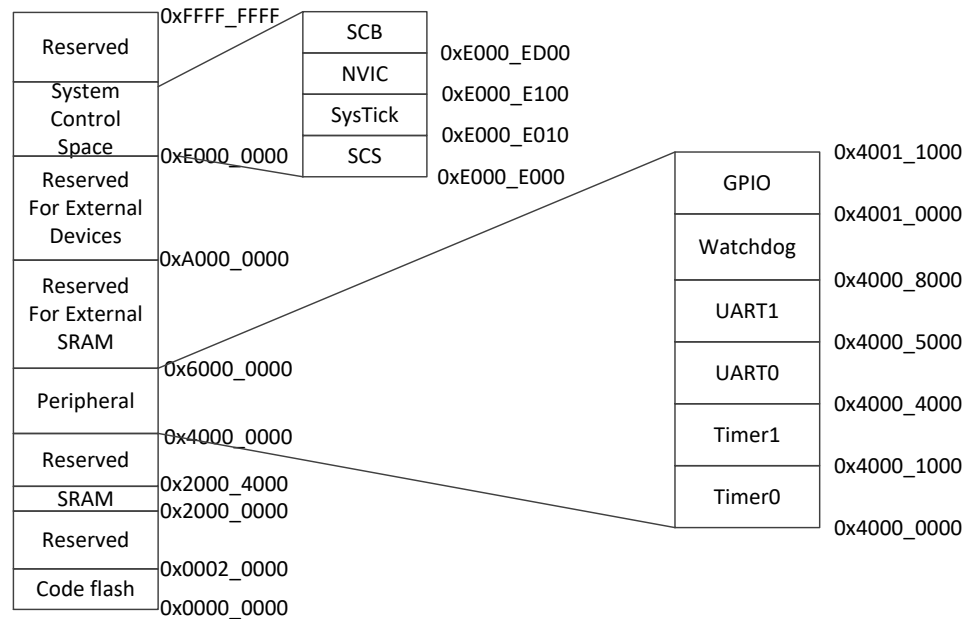 0xFFFF_FFFF
Reserved
System
Control
Space
0xE000_0000
Reserved
For External
Devices
0xA000_0000
Reserved
For External
SRAM
0x6000_0000
Peripheral
0x4000_0000
Reserved
0x2000_4000
SRAM
0x2000_0000
Reserved
0x0002_0000
Code flash
0x0000_0000
SCB
0xE000_ED00
NVIC
0xE000_E100
SysTick
0xE000_E010
SCS
0xE000_E000
0x4001_1000
GPIO
0x4001_0000
Watchdog
0x4000_8000
UART1
0x4000_5000
UART0
0x4000_4000
Timer1
0x4000_1000
Timer0
0x4000_0000